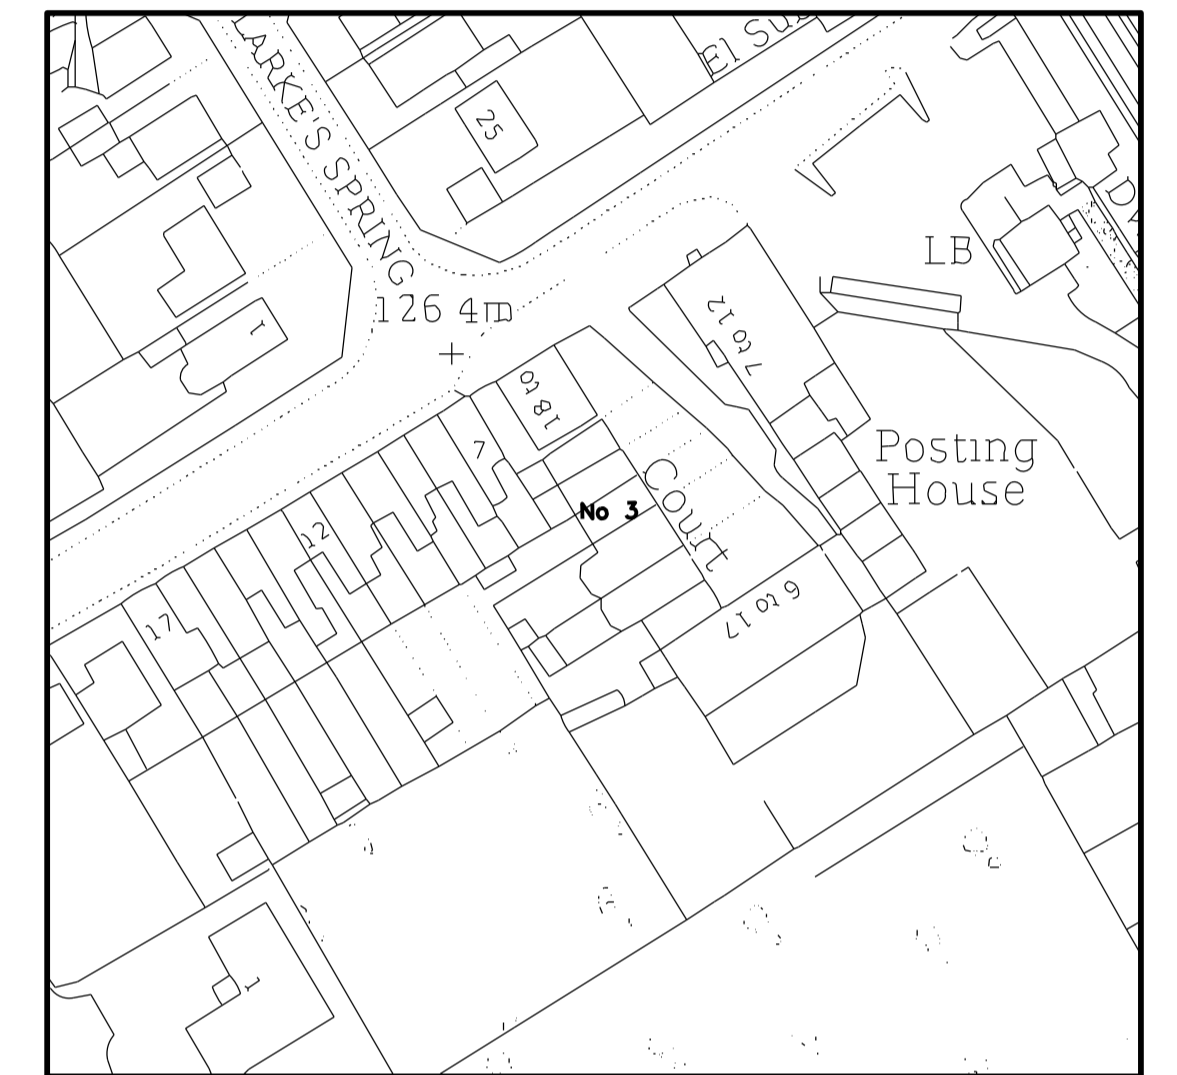 ARKE'S SPRING
El Su
25
LB
126 4m
1
7 to 12
18 to
7
Posting
House
Court
No 3
12
6 to 17
17
1